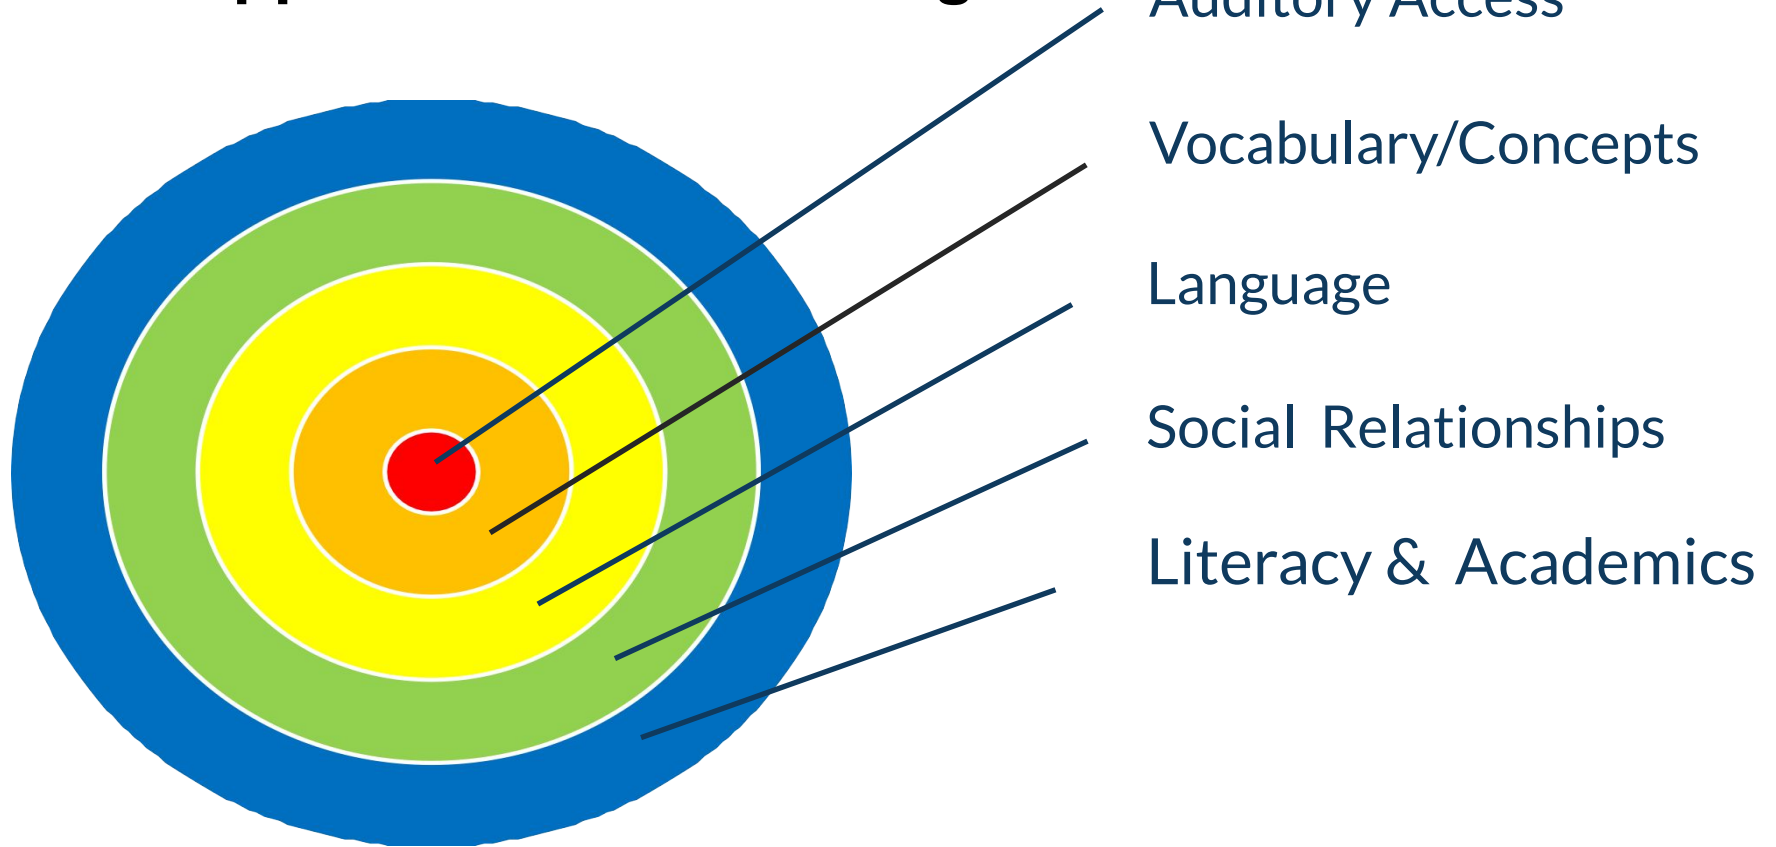 Auditory Access
Vocabulary/Concepts
Language
Social Relationships
Literacy & Academics